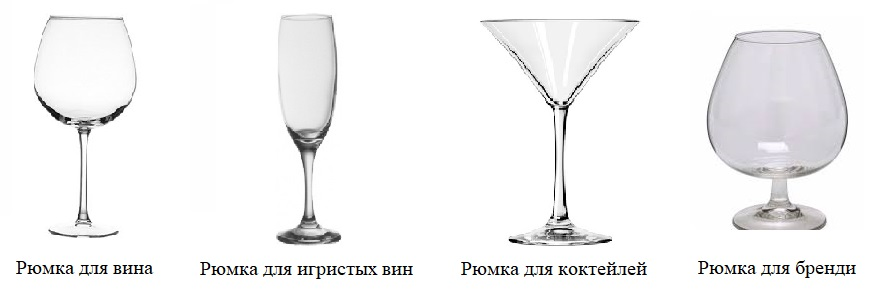 Рюмка для вина
Рюмка для игристых вин
Рюмка для коктейлей
Рюмка для бренди